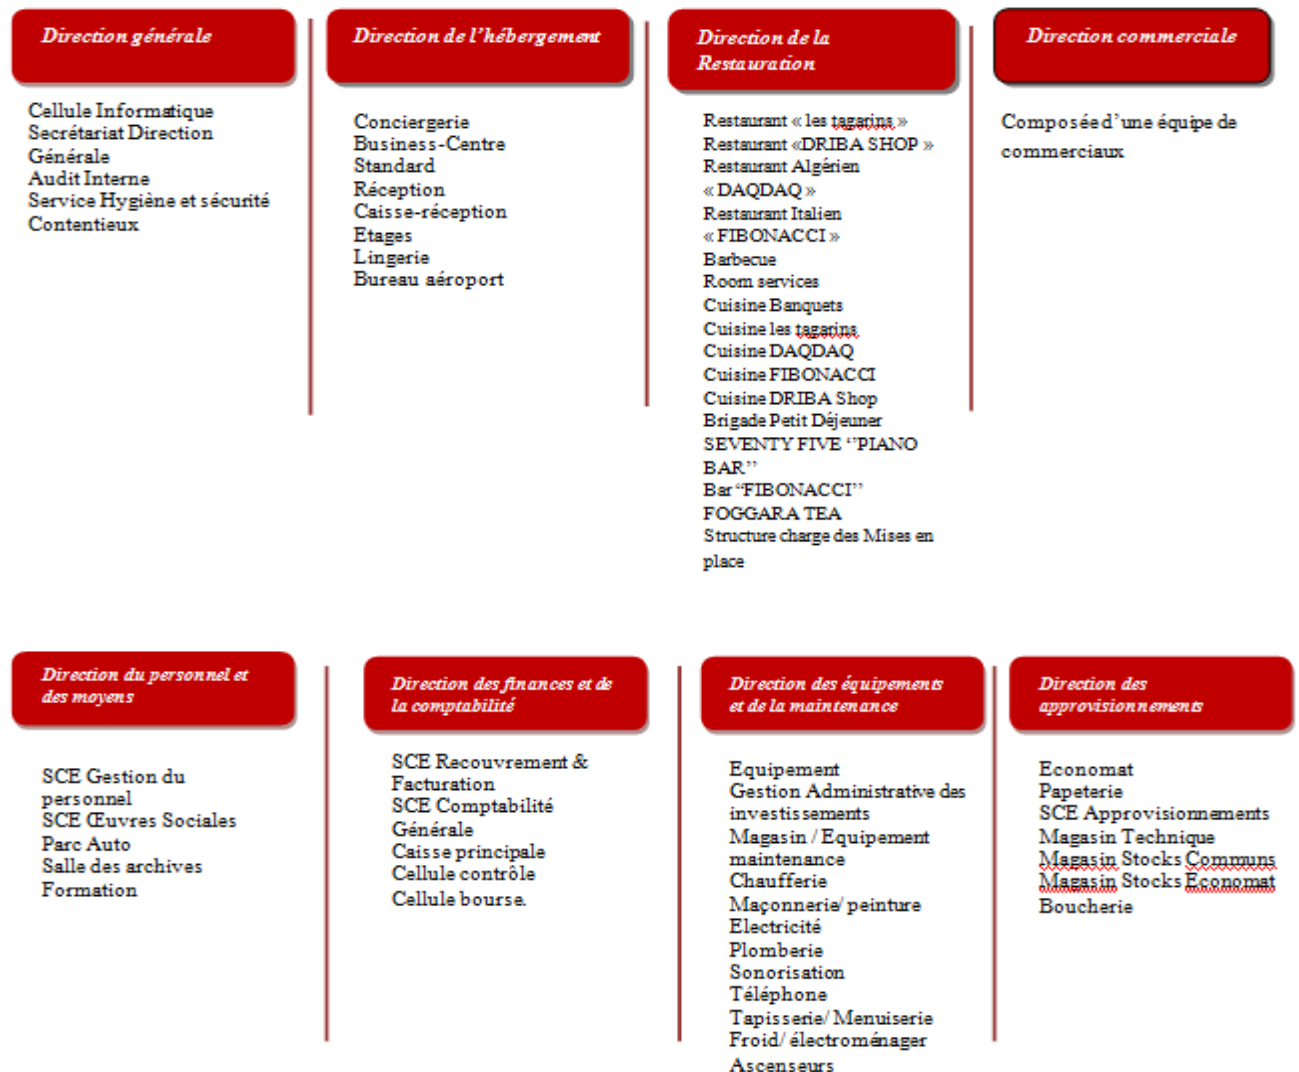 Direction générale
Cellule Informatique
Secrétariat Direction
Générale
Audit Interne
Service Hygiène et sécurité
Contentieux
Direction de l’hébergement
Conciergerie
Business-Centre
Standard
Réception
Caisse-réception
Etages
Lingerie
Bureau aéroport
Direction de la
Restauration
Restaurant « les tagarins »
Restaurant «DRIBA SHOP »
Restaurant Algérien
« DAQDAQ »
Restaurant Italien
« FIBONACCI »
Barbecue
Room services
Cuisine Banquets
Cuisine les tagarins
Cuisine DAQDAQ
Cuisine FIBONACCI
Cuisine DRIBA Shop
Brigade Petit Déjeuner
SEVENTY FIVE ‘’PIANO
BAR’’
Bar “FIBONACCI’’
FOGGARA TEA
Structure charge des Mises en
place
Direction commerciale
Composée d’une équipe de
commerciaux
Direction du personnel et
des moyens
SCE Gestion du
personnel
SCE Œuvres Sociales
Parc Auto
Salle des archives
Formation
Direction des finances et de
la comptabilité
SCE Recouvrement &
Facturation
SCE Comptabilité
Générale
Caisse principale
Cellule contrôle
Cellule bourse.
Direction des équipements
et de la maintenance
Equipement
Gestion Administrative des
investissements
Magasin / Equipement
maintenance
Chaufferie
Maçonnerie/ peinture
Electricité
Plomberie
Sonorisation
Téléphone
Tapisserie/ Menuiserie
Froid/ électroménager
Ascenseurs
Direction des
approvisionnements
Economat
Papeterie
SCE Approvisionnements
Magasin Technique
Magasin Stocks Communs
Magasin Stocks Economat
Boucherie